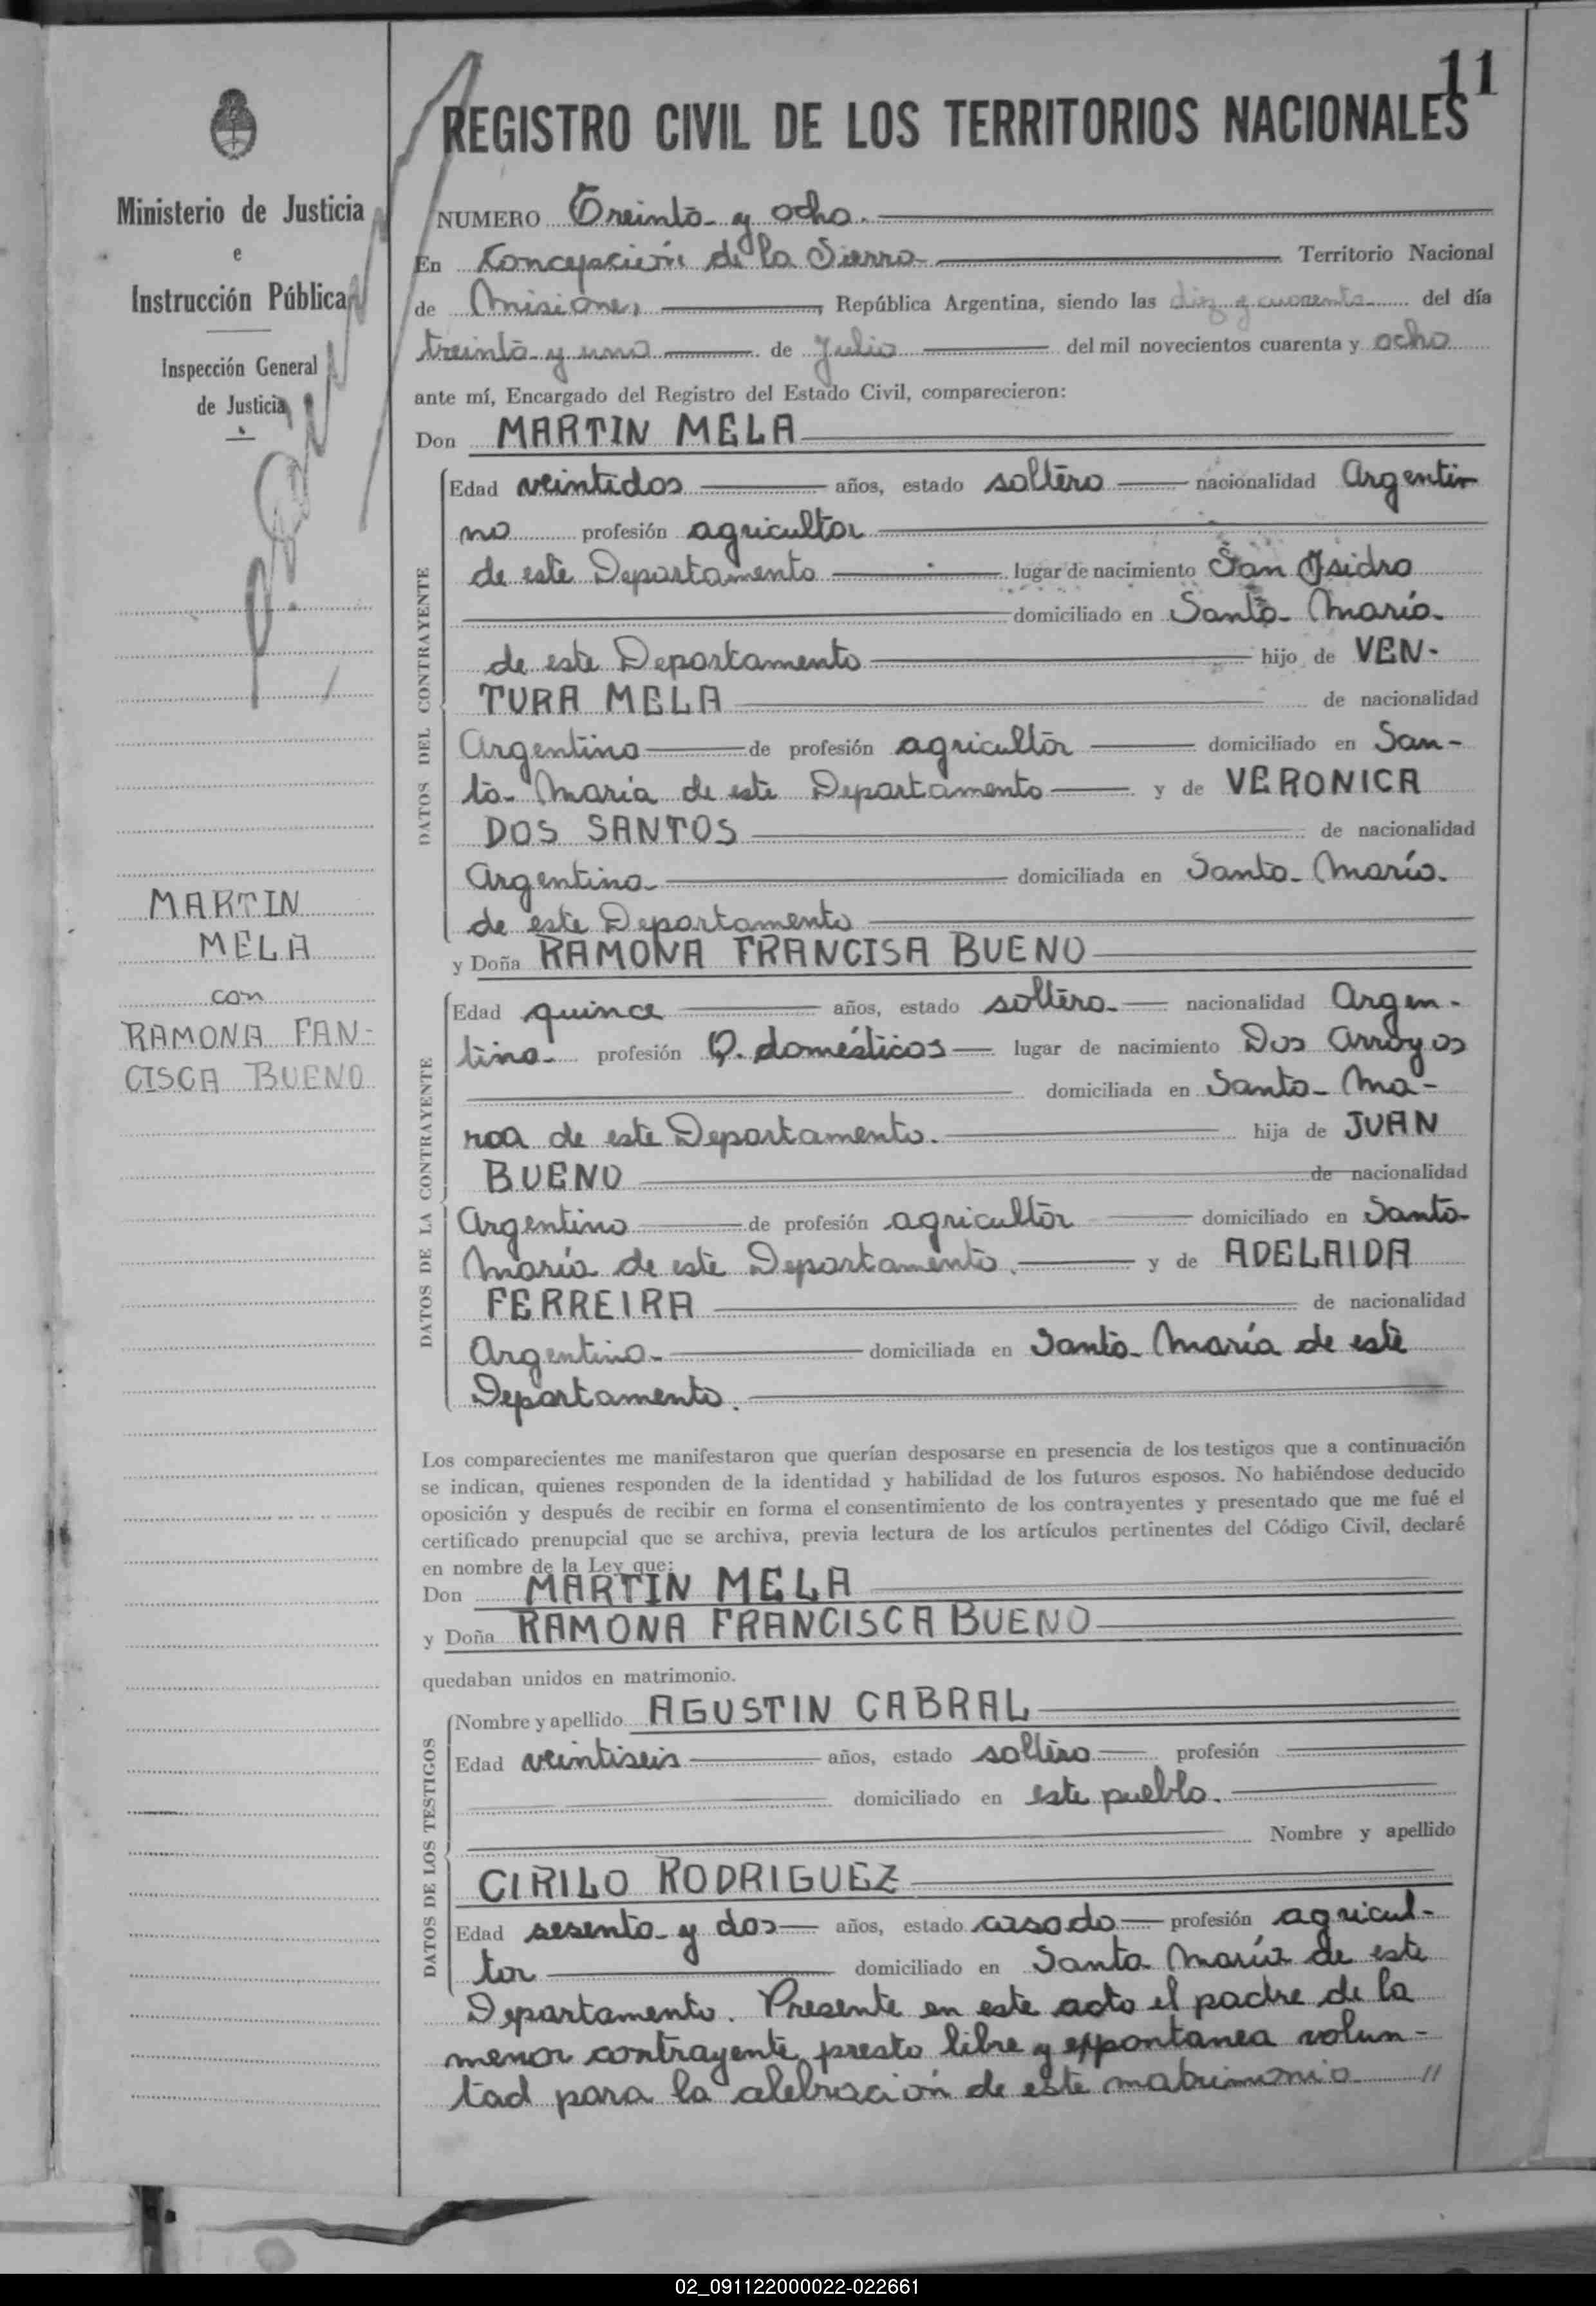 11
REGISTRO CIVIL DE LOS TERRITORIOS NACIONALES
Ministerio de Justicia
e
Instrucción Pública
Inspección General
de Justicia
MARTIN
MELA
con
RAMONA FAN-
CISCA BUENO
NUMERO Treinta y ocho.
En Concepción de la Sierra Territorio Nacional
de Misiones, República Argentina, siendo las diez y cuarenta del día
treinta y uno de Julio del mil novecientos cuarenta y ocho
ante mí, Encargado del Registro del Estado Civil, comparecieron:
Don MARTIN MELA
DATOS DEL CONTRAYENTE
Edad veintidos años, estado soltero nacionalidad Argenti-
no profesión agricultor
de este Departamento lugar de nacimiento San Ysidro
domiciliado en Santa María
de este Departamento hijo de VEN-
TURA MELA de nacionalidad
Argentino de profesión agricultor domiciliado en San-
ta María de este Departamento y de VERONICA
DOS SANTOS de nacionalidad
Argentina domiciliada en Santa María
de este Departamento
y Doña RAMONA FRANCISA BUENO
DATOS DE LA CONTRAYENTE
Edad quince años, estado soltera nacionalidad Argen-
tina profesión Q. domésticos lugar de nacimiento Dos Arroyos
domiciliada en Santa Ma-
roa de este Departamento. hija de JUAN
BUENO de nacionalidad
Argentino de profesión agricultor domiciliado en Santa
María de este Departamento. y de ADELAIDA
FERREIRA de nacionalidad
Argentina domiciliada en Santa María de este
Departamento.
Los comparecientes me manifestaron que querían desposarse en presencia de los testigos que a continuación
se indican, quienes responden de la identidad y habilidad de los futuros esposos. No habiéndose deducido
oposición y después de recibir en forma el consentimiento de los contrayentes y presentado que me fué el
certificado prenupcial que se archiva, previa lectura de los artículos pertinentes del Código Civil, declaré
en nombre de la Ley que:
Don MARTIN MELA
y Doña RAMONA FRANCISCA BUENO
quedaban unidos en matrimonio.
DATOS DE LOS TESTIGOS
Nombre y apellido AGUSTIN CABRAL
Edad veintiseis años, estado soltero profesión
domiciliado en este pueblo.
Nombre y apellido
CIRILO RODRIGUEZ
Edad sesenta y dos años, estado casado profesión agricul-
tor domiciliado en Santa María de este
Departamento. Presente en este acto el padre de la
menor contrayente presto libre y eppontanea volun-
tad para la celebracion de este matrimonio //
02_091122000022-022661